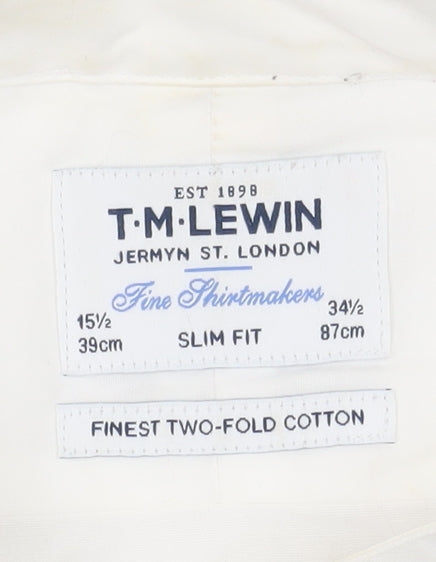 EST 1898
T·M·LEWIN
JERMYN ST. LONDON
Fine Shirtmakers
15½ 34½
39cm SLIM FIT 87cm
FINEST TWO-FOLD COTTON